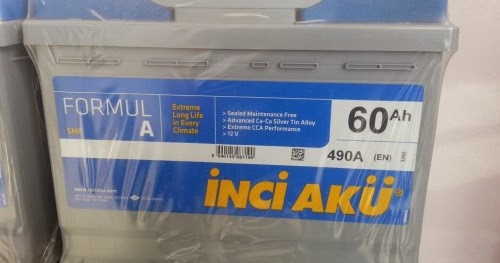 FORMUL A
SMF
Extreme
Long Life
in Every
Climate
> Sealed Maintenance Free
> Advanced Ca-Ca Silver Tin Alloy
> Extreme CCA Performance
> 12 V
60Ah
490A (EN)
İNCİ AKÜ®